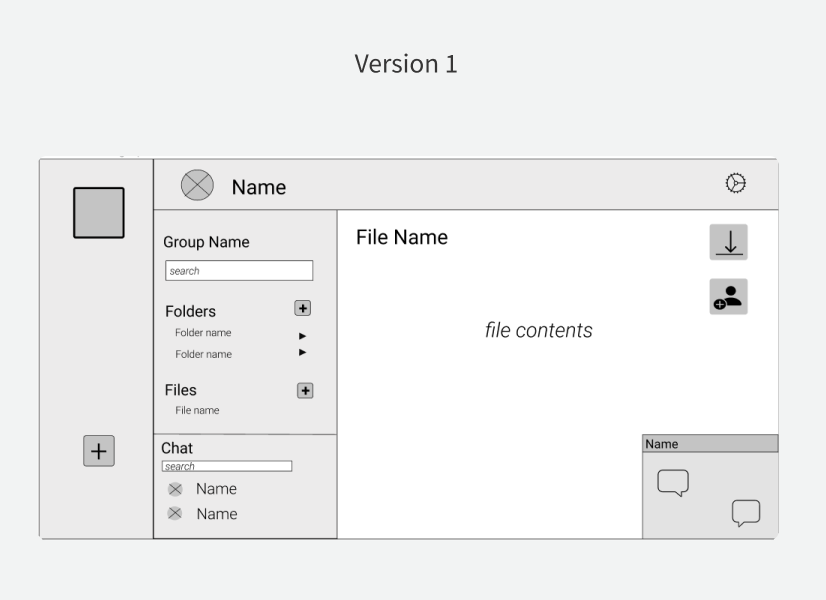 Version 1
Name
Group Name
search
Folders
Folder name
Folder name
Files
File name
Chat
search
Name
Name
File Name
file contents
Name